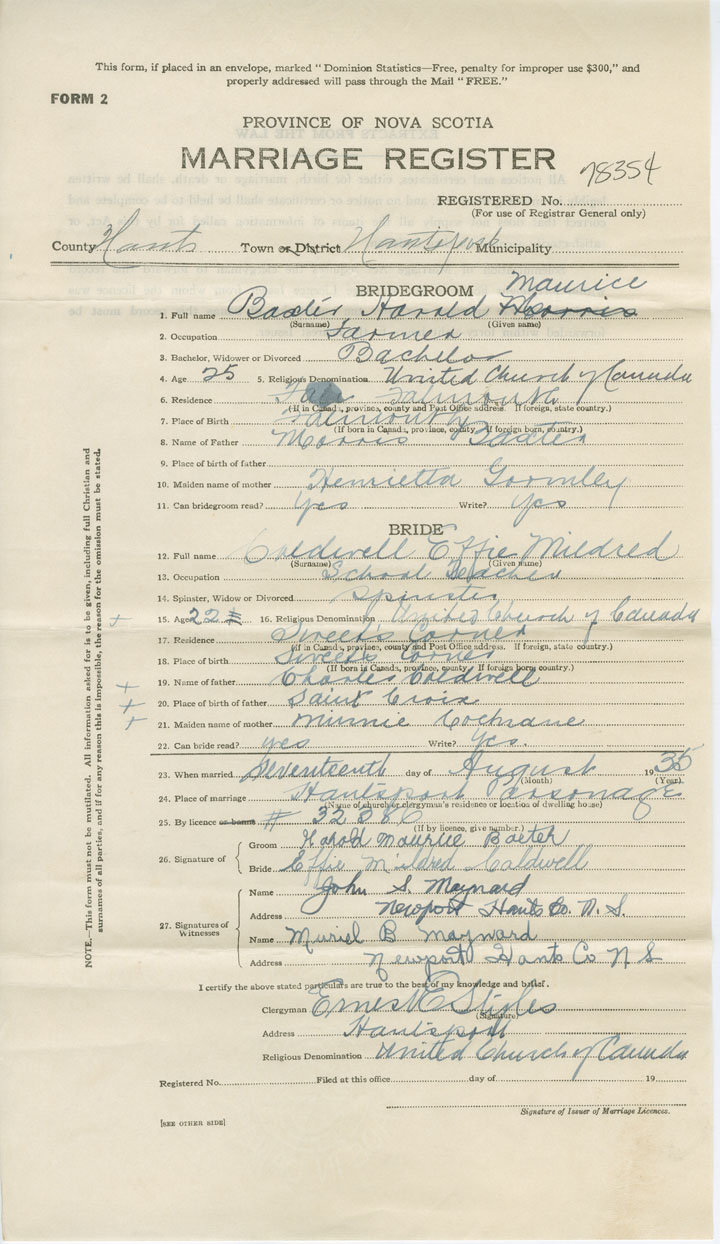 This form, if placed in an envelope, marked "Dominion Statistics—Free, penalty for improper use $300," and
properly addressed will pass through the Mail "FREE."
FORM 2
PROVINCE OF NOVA SCOTIA
MARRIAGE REGISTER
78354
REGISTERED No.
(For use of Registrar General only)
County Hants Town or District Hantsport Municipality
BRIDEGROOM Maurice
1. Full name Baxter Harold Morris
(Surname) (Given name)
2. Occupation Farmer
3. Bachelor, Widower or Divorced Bachelor
4. Age 25 5. Religious Denomination United Church of Canada
6. Residence Falmouth
(If in Canada, province, county and Post Office address. If foreign, state country.)
7. Place of Birth Falmouth
(If born in Canada, province, county. If foreign born, country.)
8. Name of Father Morris Baxter
9. Place of birth of father
10. Maiden name of mother Henrietta Gormley
11. Can bridegroom read? Yes Write? Yes
BRIDE
12. Full name Caldwell Effie Mildred
(Surname) (Given name)
13. Occupation School Teacher
14. Spinster, Widow or Divorced Spinster
15. Age 22 16. Religious Denomination United Church of Canada
17. Residence Sweet's Corner
(If in Canada, province, county and Post Office address. If foreign, state country.)
18. Place of birth Sweet's Corner
(If born in Canada, province, county. If foreign born country.)
19. Name of father Charles Caldwell
20. Place of birth of father Saint Croix
21. Maiden name of mother Minnie Cochrane
22. Can bride read? yes Write? Yes.
23. When married Seventeenth day of August 1935
(Month) (Year)
24. Place of marriage Hantsport Parsonage
(Name of church or clergyman's residence or location of dwelling house)
25. By licence or banns # 32886
(If by licence, give number.)
26. Signature of Groom Harold Maurice Baxter
Bride Effie Mildred Caldwell
27. Signatures of Witnesses
Name John S. Maynard
Address Newport Hants Co. N. S.
Name Muriel B Maynard
Address Newport Hants Co N S
I certify the above stated particulars are true to the best of my knowledge and belief.
Clergyman Ernest E Stiles
(Signature)
Address Hantsport
Religious Denomination United Church of Canada
Registered No. Filed at this office day of 19
Signature of Issuer of Marriage Licences.
[SEE OTHER SIDE]
NOTE.—This form must not be mutilated. All information asked for is to be given, including full Christian and
surnames of all parties, and if for any reason this is impossible, the reason for the omission must be stated.